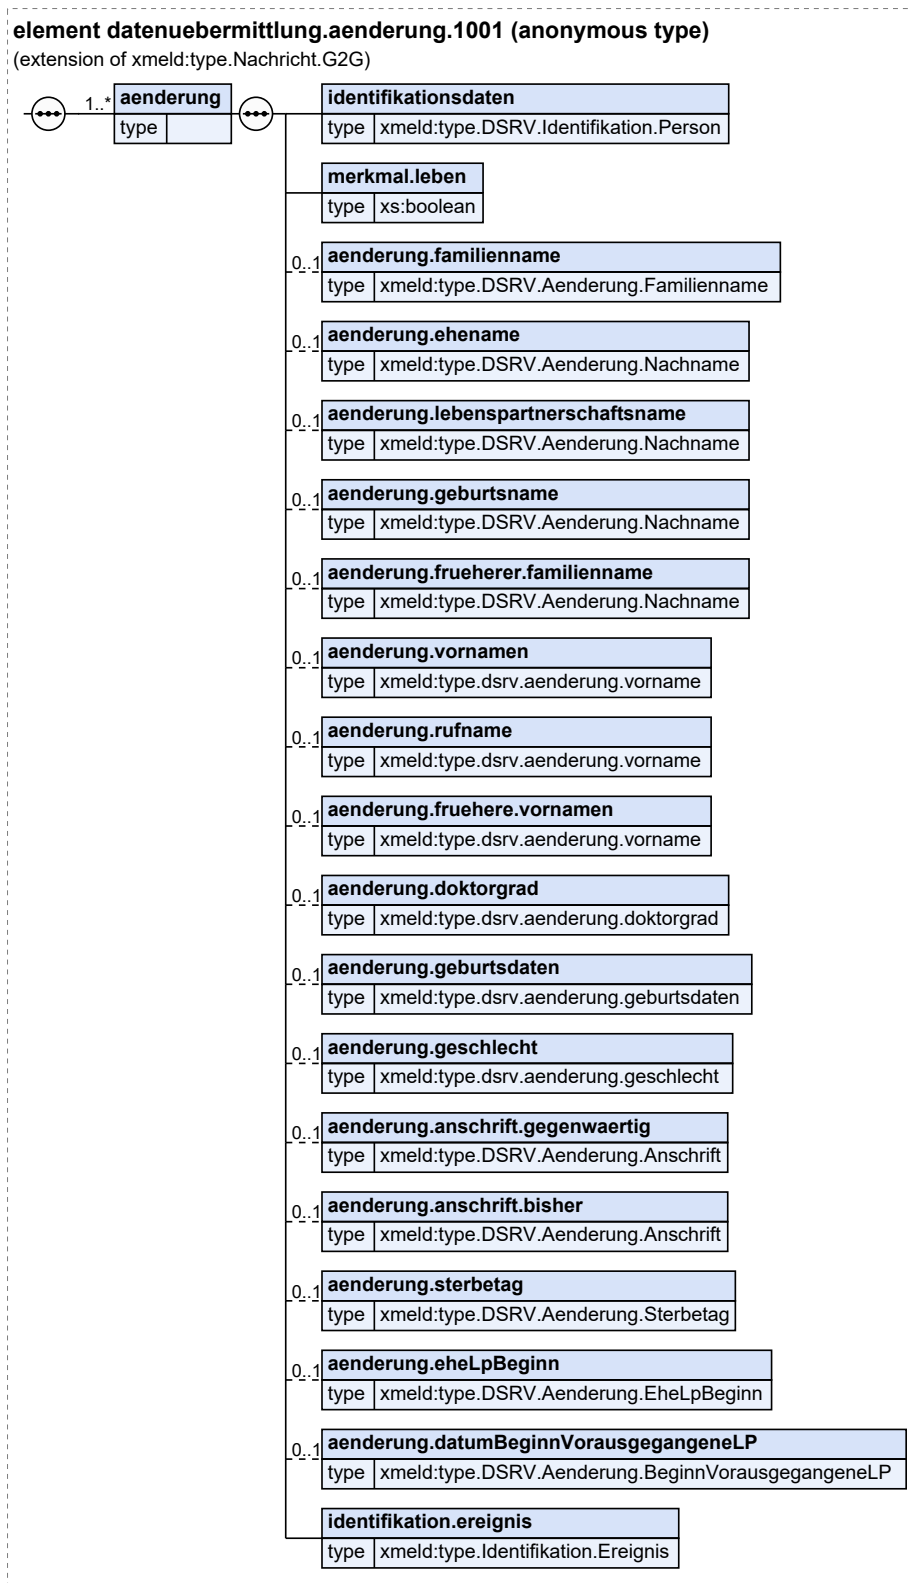 element datenuebermittlung.aenderung.1001 (anonymous type)
(extension of xmeld:type.Nachricht.G2G)
1..* aenderung
type
identifikationsdaten
type xmeld:type.DSRV.Identifikation.Person
merkmal.leben
type xs:boolean
0..1 aenderung.familienname
type xmeld:type.DSRV.Aenderung.Familienname
0..1 aenderung.ehename
type xmeld:type.DSRV.Aenderung.Nachname
0..1 aenderung.lebenspartnerschaftsname
type xmeld:type.DSRV.Aenderung.Nachname
0..1 aenderung.geburtsname
type xmeld:type.DSRV.Aenderung.Nachname
0..1 aenderung.frueherer.familienname
type xmeld:type.DSRV.Aenderung.Nachname
0..1 aenderung.vornamen
type xmeld:type.dsrv.aenderung.vorname
0..1 aenderung.rufname
type xmeld:type.dsrv.aenderung.vorname
0..1 aenderung.fruehere.vornamen
type xmeld:type.dsrv.aenderung.vorname
0..1 aenderung.doktorgrad
type xmeld:type.dsrv.aenderung.doktorgrad
0..1 aenderung.geburtsdaten
type xmeld:type.dsrv.aenderung.geburtsdaten
0..1 aenderung.geschlecht
type xmeld:type.dsrv.aenderung.geschlecht
0..1 aenderung.anschrift.gegenwaertig
type xmeld:type.DSRV.Aenderung.Anschrift
0..1 aenderung.anschrift.bisher
type xmeld:type.DSRV.Aenderung.Anschrift
0..1 aenderung.sterbetag
type xmeld:type.DSRV.Aenderung.Sterbetag
0..1 aenderung.eheLpBeginn
type xmeld:type.DSRV.Aenderung.EheLpBeginn
0..1 aenderung.datumBeginnVorausgegangeneLP
type xmeld:type.DSRV.Aenderung.BeginnVorausgegangeneLP
identifikation.ereignis
type xmeld:type.Identifikation.Ereignis